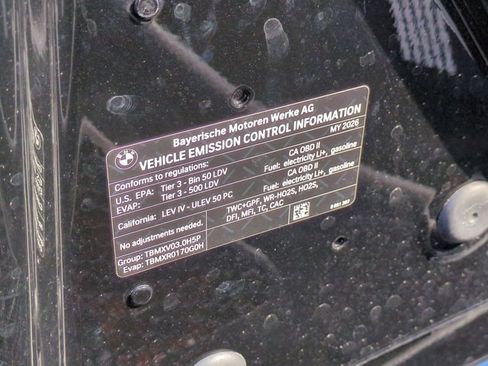 Bayerische Motoren Werke AG
VEHICLE EMISSION CONTROL INFORMATION
MY 2026
Conforms to regulations:
U.S. EPA: Tier 3 - Bin 50 LDV CA OBD II Fuel: electricity LI+, gasoline
EVAP: Tier 3 - 500 LDV
California: LEV IV - ULEV 50 PC CA OBD II Fuel: electricity LI+, gasoline
No adjustments needed. TWC+GPF, WR-HO2S, HO2S,
DFI, MFI, TC, CAC
Group: TBMXV03.0H5P
Evap: TBMXR0170G0H